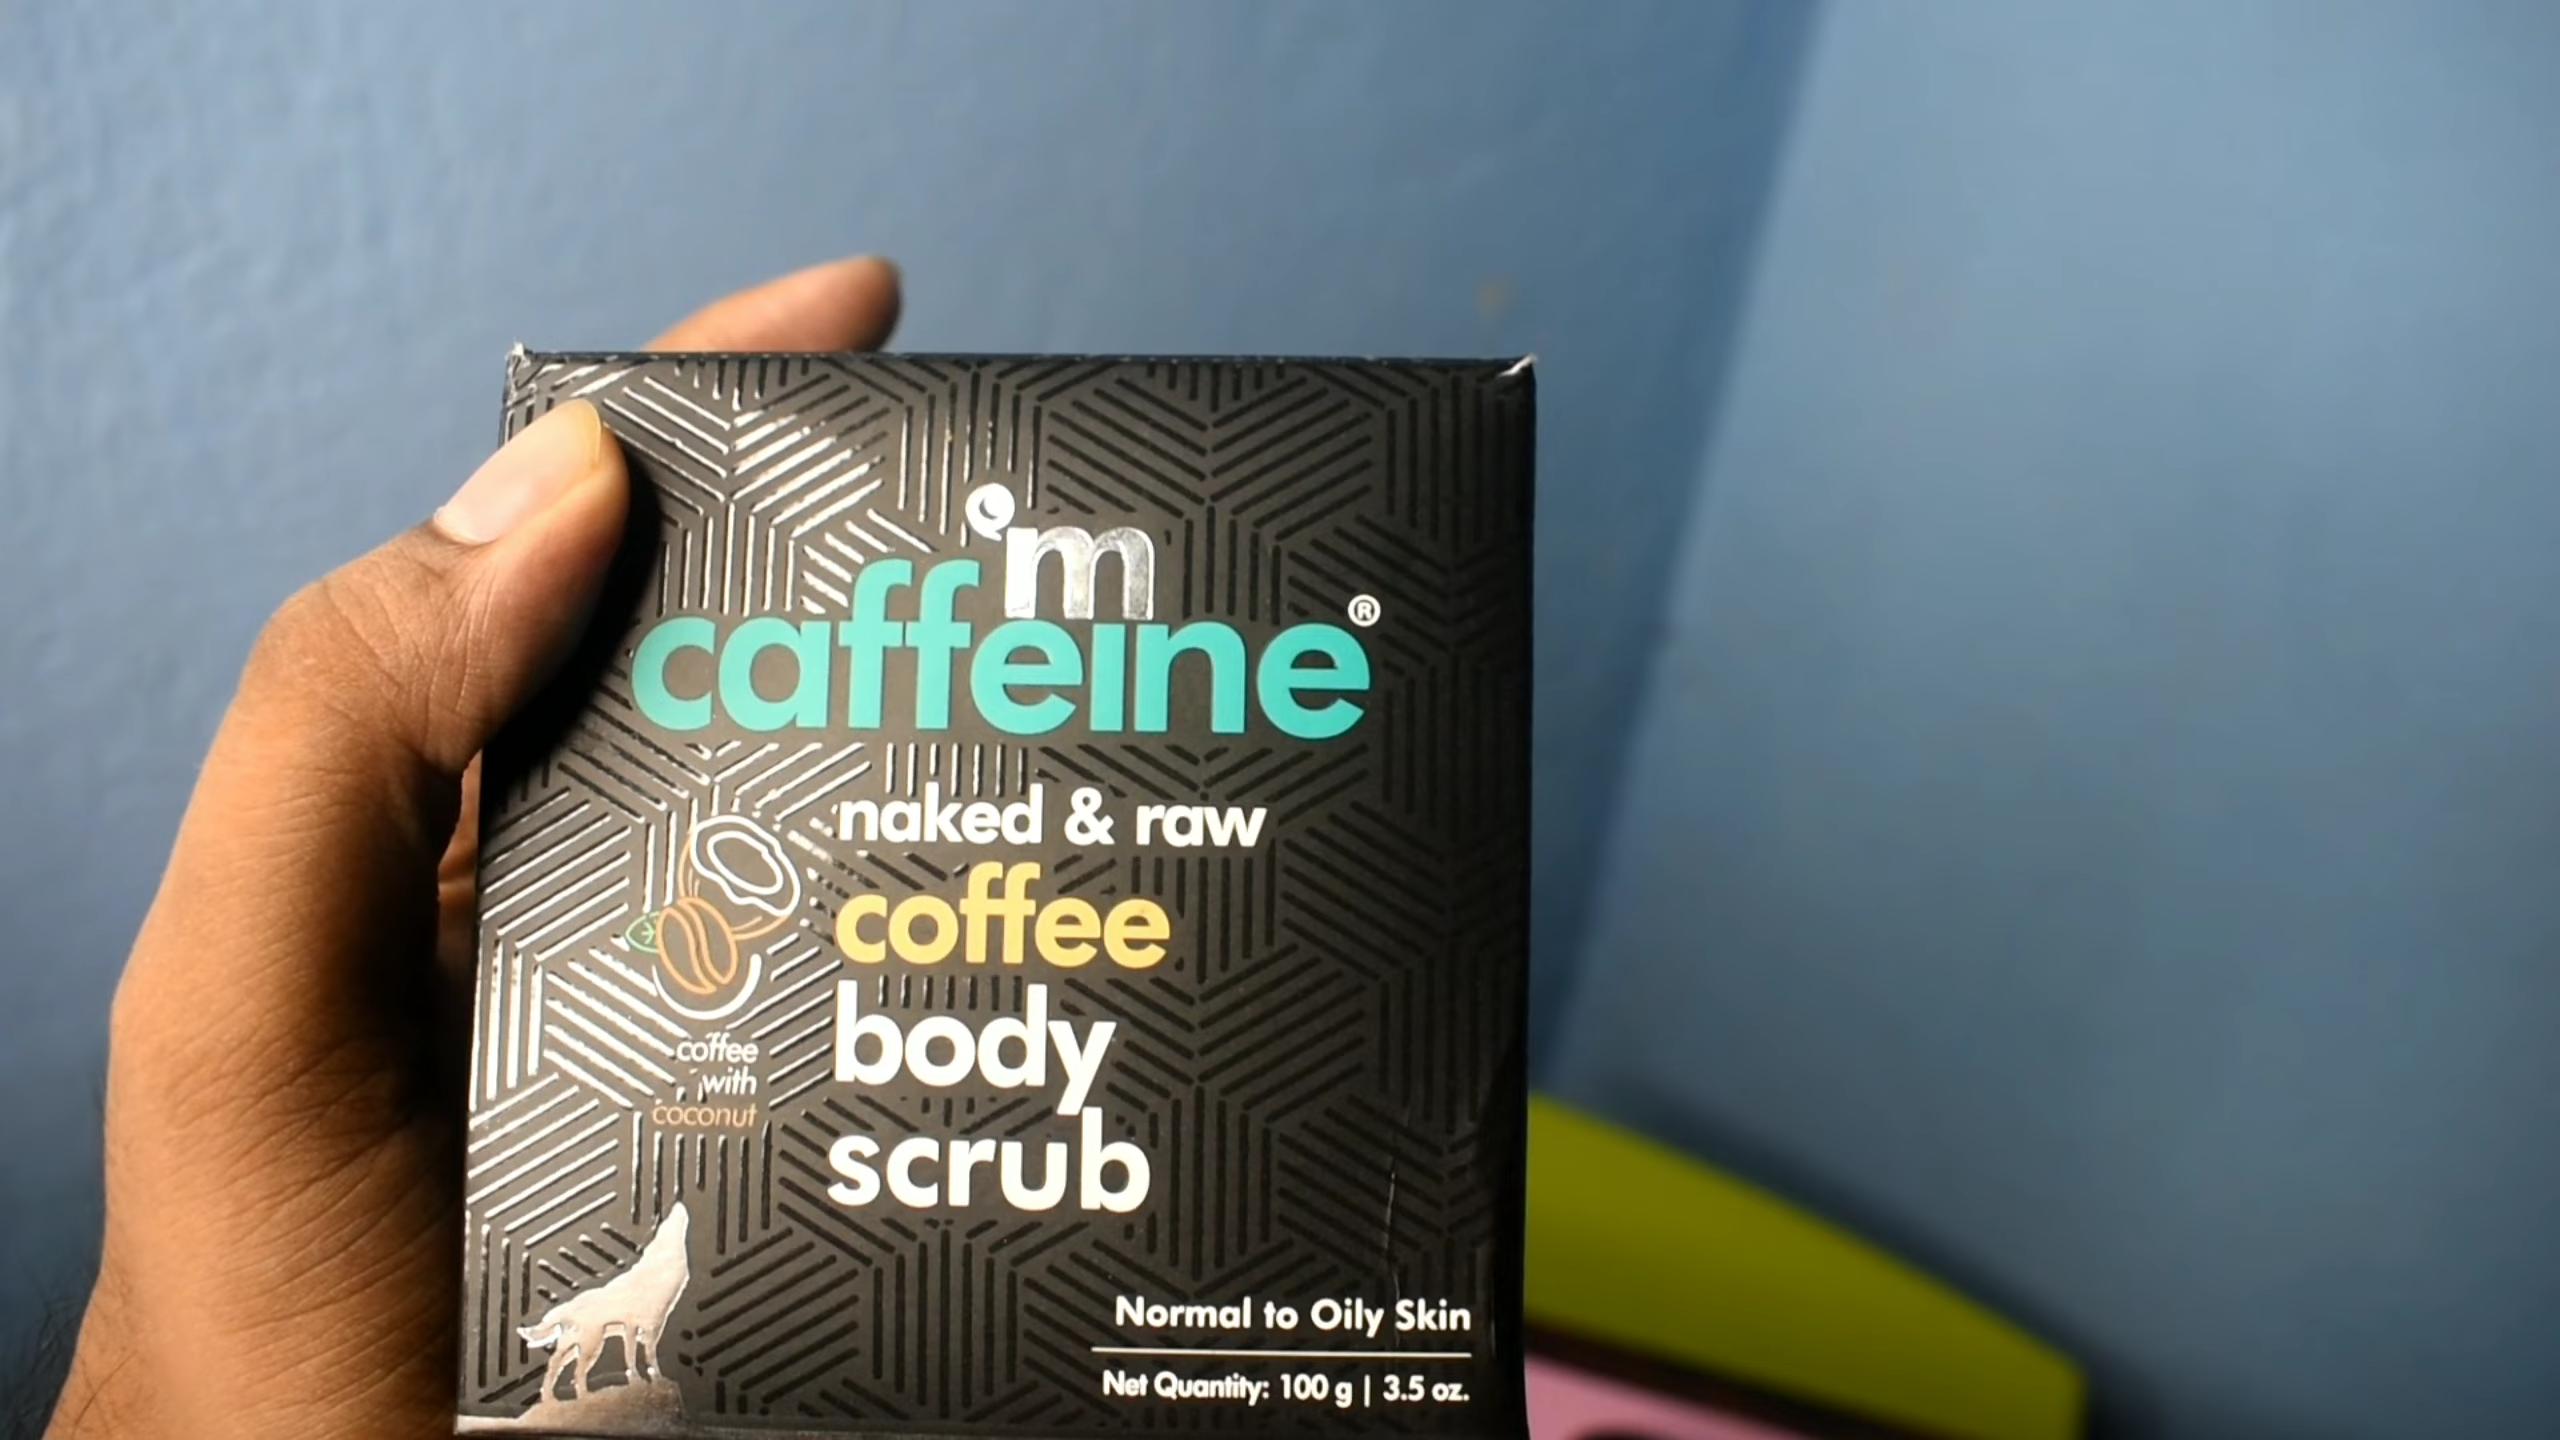 'm
caffeine®
naked & raw
coffee
body
scrub
coffee
with
coconut
Normal to Oily Skin
Net Quantity: 100 g | 3.5 oz.